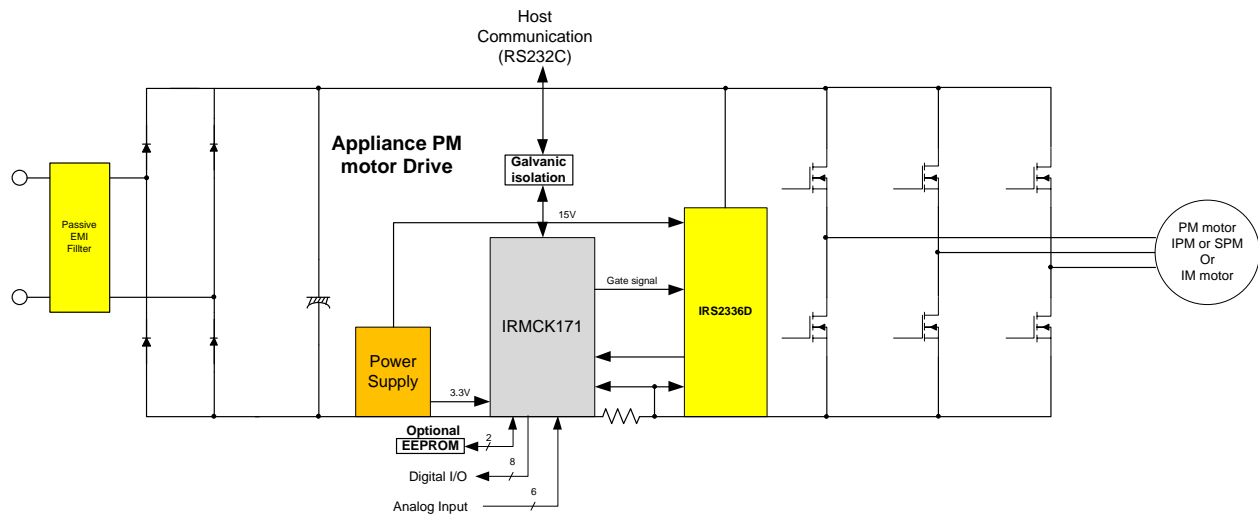 Host
Communication
(RS232C)
Appliance PM
motor Drive
Galvanic
isolation
Passive
EMI
Fillter
15V
PM motor
IPM or SPM
Or
IM motor
Gate signal
IRS2336D
IRMCK171
Power
Supply
3.3V
Optional
EEPROM
2
8
Digital I/O
6
Analog Input